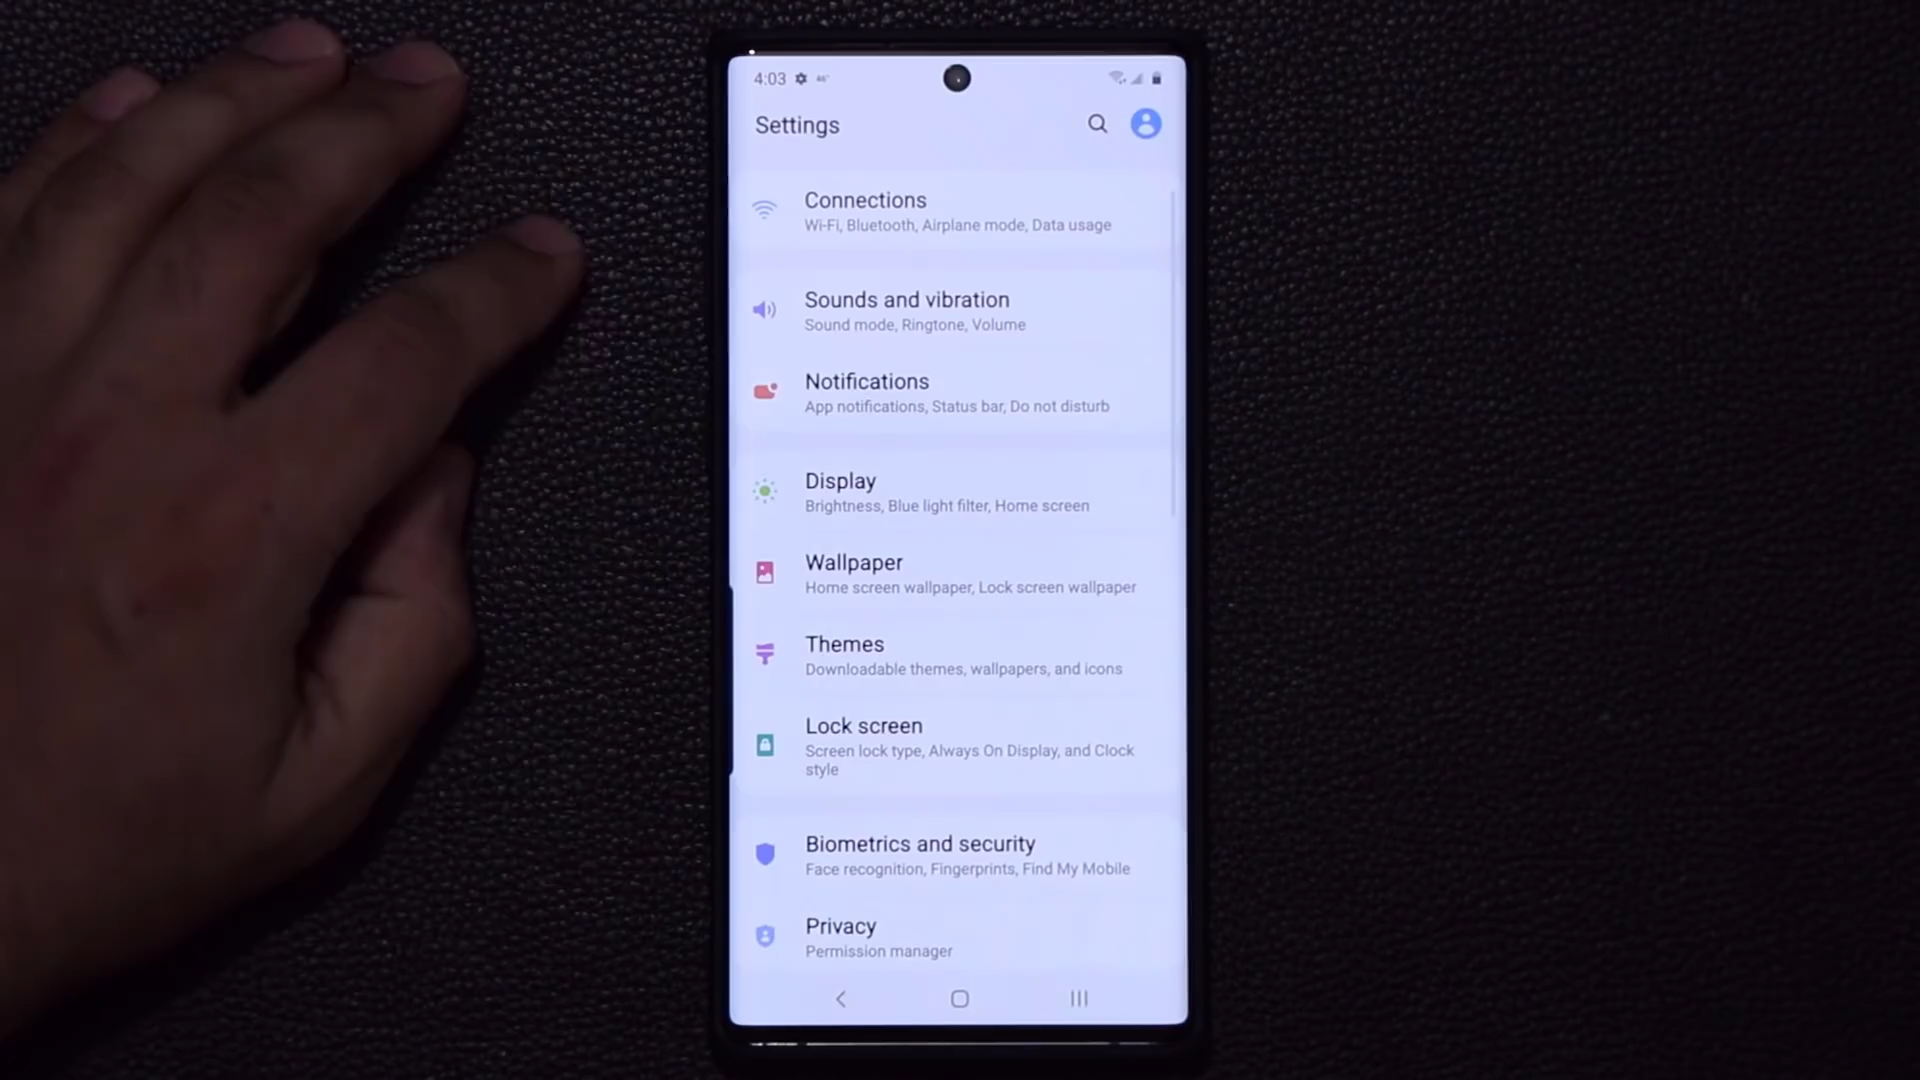 4:03
Settings
Connections
Wi-Fi, Bluetooth, Airplane mode, Data usage
Sounds and vibration
Sound mode, Ringtone, Volume
Notifications
App notifications, Status bar, Do not disturb
Display
Brightness, Blue light filter, Home screen
Wallpaper
Home screen wallpaper, Lock screen wallpaper
Themes
Downloadable themes, wallpapers, and icons
Lock screen
Screen lock type, Always On Display, and Clock
style
Biometrics and security
Face recognition, Fingerprints, Find My Mobile
Privacy
Permission manager